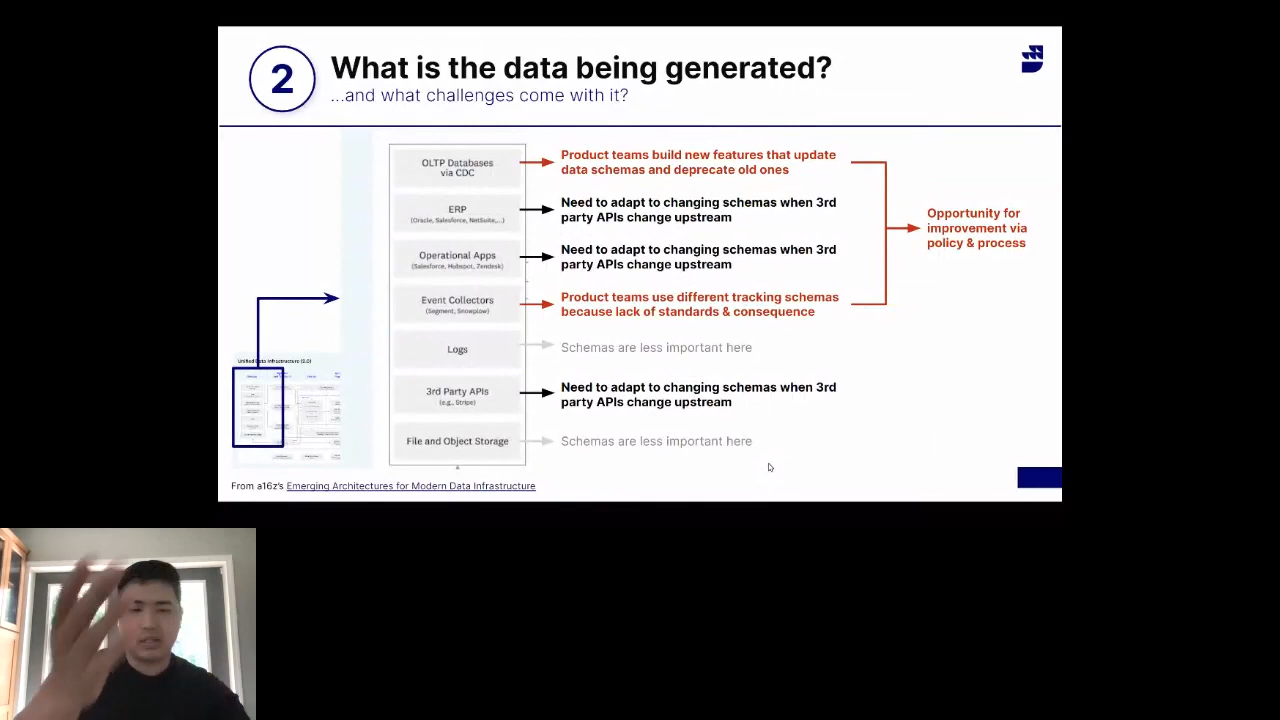 2
What is the data being generated?
...and what challenges come with it?
OLTP Databases
via CDC
Product teams build new features that update
data schemas and deprecate old ones
ERP
(Oracle, Salesforce, NetSuite,...)
Need to adapt to changing schemas when 3rd
party APIs change upstream
Operational Apps
(Salesforce, Hubspot, Zendesk)
Need to adapt to changing schemas when 3rd
party APIs change upstream
Event Collectors
(Segment, Snowplow)
Product teams use different tracking schemas
because lack of standards & consequence
Logs
Schemas are less important here
3rd Party APIs
(e.g., Stripe)
Need to adapt to changing schemas when 3rd
party APIs change upstream
File and Object Storage
Schemas are less important here
Opportunity for
improvement via
policy & process
Unified Data Infrastructure (2.0)
From a16z's Emerging Architectures for Modern Data Infrastructure